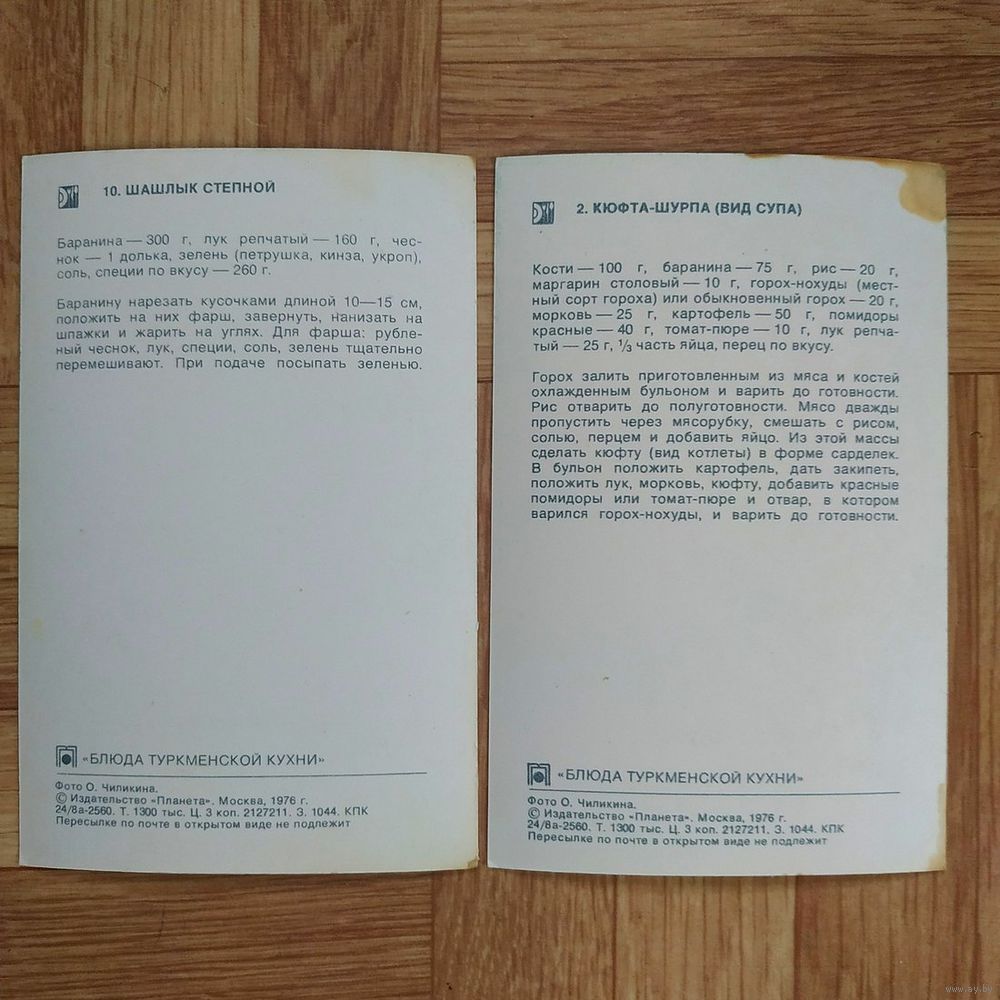 10. ШАШЛЫК СТЕПНОЙ
Баранина — 300 г, лук репчатый — 160 г, чес-
нок — 1 долька, зелень (петрушка, кинза, укроп),
соль, специи по вкусу — 260 г.
Баранину нарезать кусочками длиной 10—15 см,
положить на них фарш, завернуть, нанизать на
шпажки и жарить на углях. Для фарша: рубле-
ный чеснок, лук, специи, соль, зелень тщательно
перемешивают. При подаче посыпать зеленью.
«БЛЮДА ТУРКМЕНСКОЙ КУХНИ»
Фото О. Чиликина.
© Издательство «Планета». Москва, 1976 г.
24/8а-2560. Т. 1300 тыс. Ц. 3 коп. 2127211. З. 1044. КПК
Пересылке по почте в открытом виде не подлежит
2. КЮФТА-ШУРПА (ВИД СУПА)
Кости — 100 г, баранина — 75 г, рис — 20 г,
маргарин столовый — 10 г, горох-нохуды (мест-
ный сорт гороха) или обыкновенный горох — 20 г,
морковь — 25 г, картофель — 50 г, помидоры
красные — 40 г, томат-пюре — 10 г, лук репча-
тый — 25 г, 1/3 часть яйца, перец по вкусу.
Горох залить приготовленным из мяса и костей
охлажденным бульоном и варить до готовности.
Рис отварить до полуготовности. Мясо дважды
пропустить через мясорубку, смешать с рисом,
солью, перцем и добавить яйцо. Из этой массы
сделать кюфту (вид котлеты) в форме сарделек.
В бульон положить картофель, дать закипеть,
положить лук, морковь, кюфту, добавить красные
помидоры или томат-пюре и отвар, в котором
варился горох-нохуды, и варить до готовности.
«БЛЮДА ТУРКМЕНСКОЙ КУХНИ»
Фото О. Чиликина.
© Издательство «Планета». Москва, 1976 г.
24/8а-2560. Т. 1300 тыс. Ц. 3 коп. 2127211. З. 1044. КПК
Пересылке по почте в открытом виде не подлежит
www.ay.by